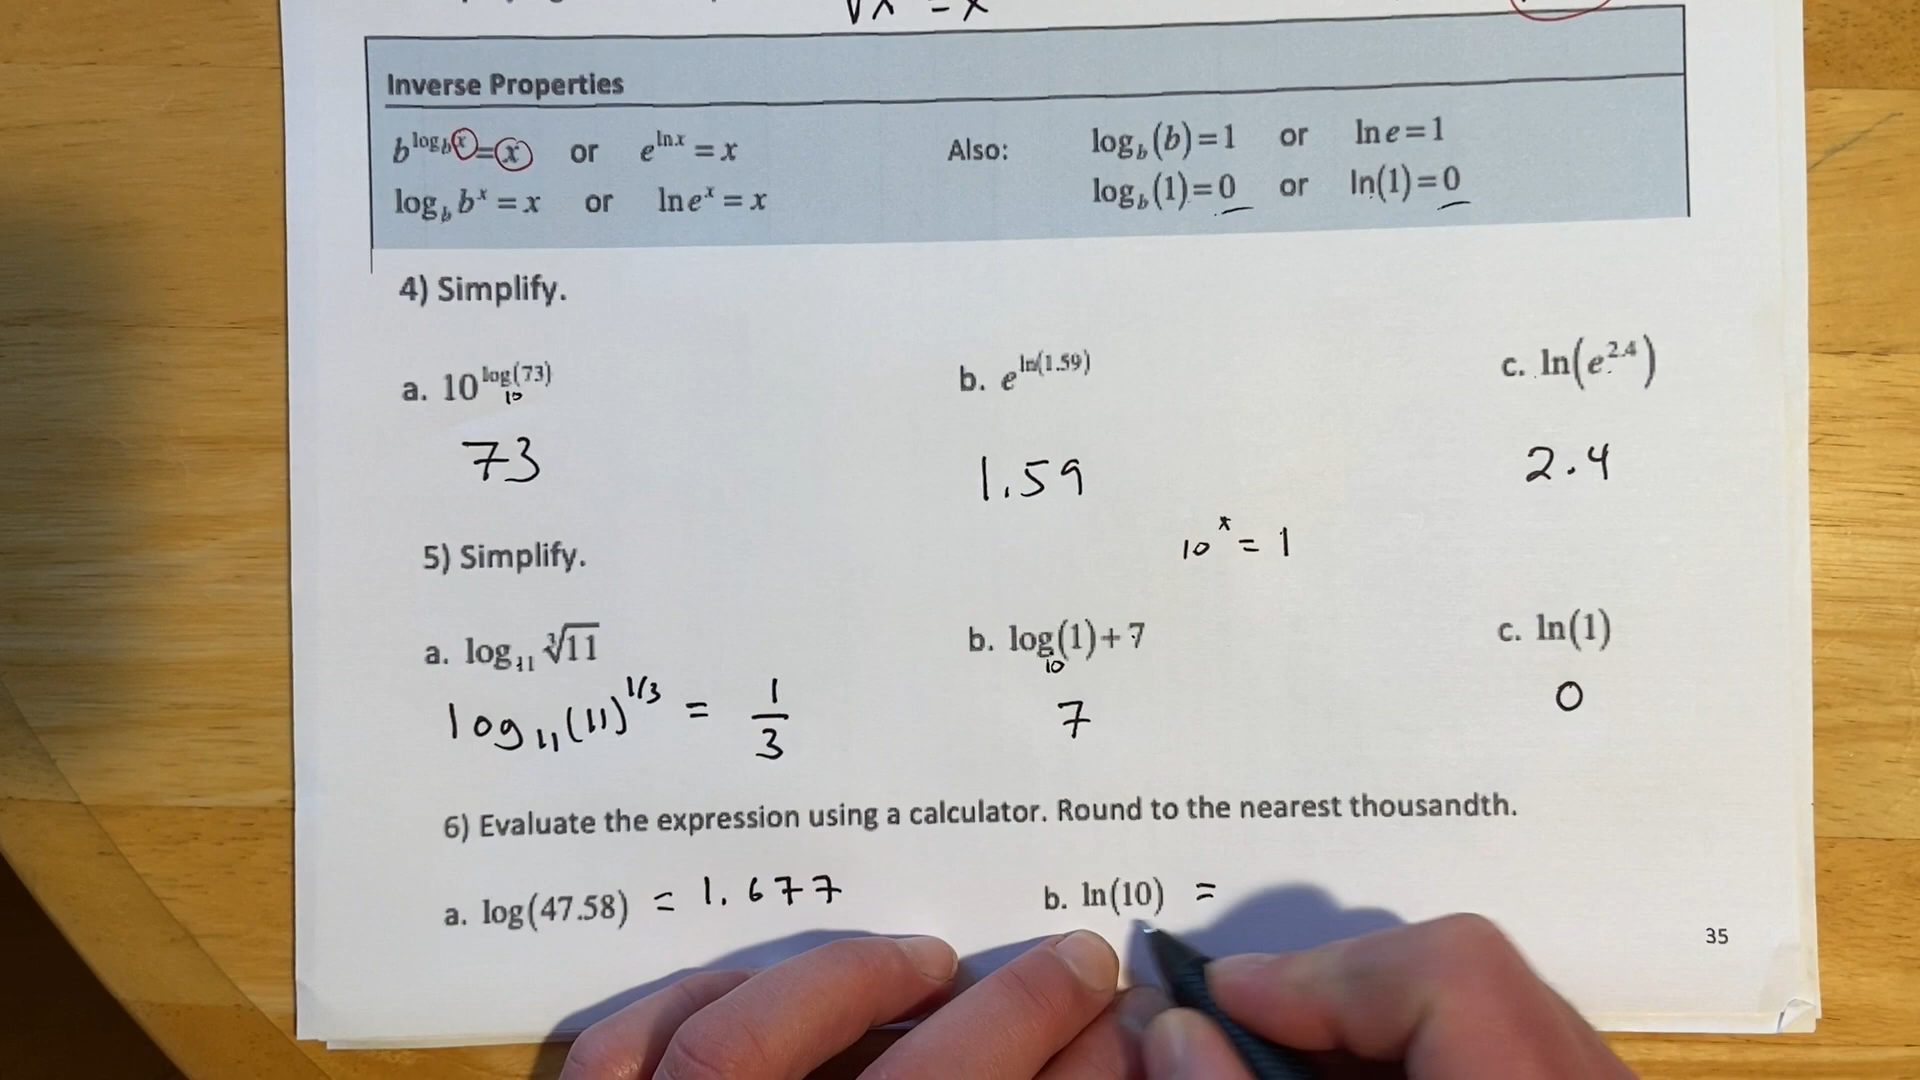 √x = x
Inverse Properties
b^(log_b x) = x or e^(ln x) = x Also: log_b(b)=1 or ln e=1
log_b b^x = x or ln e^x = x log_b(1)=0 or ln(1)=0
4) Simplify.
a. 10^(log(73)) b. e^(ln(1.59)) c. ln(e^2.4)
10
73 1.59 2.4
10^x = 1
5) Simplify.
a. log_11 ∛11 b. log(1)+7 c. ln(1)
10
log_11 (11)^1/3 = 1/3 7 0
6) Evaluate the expression using a calculator. Round to the nearest thousandth.
a. log(47.58) = 1.677 b. ln(10) =
35